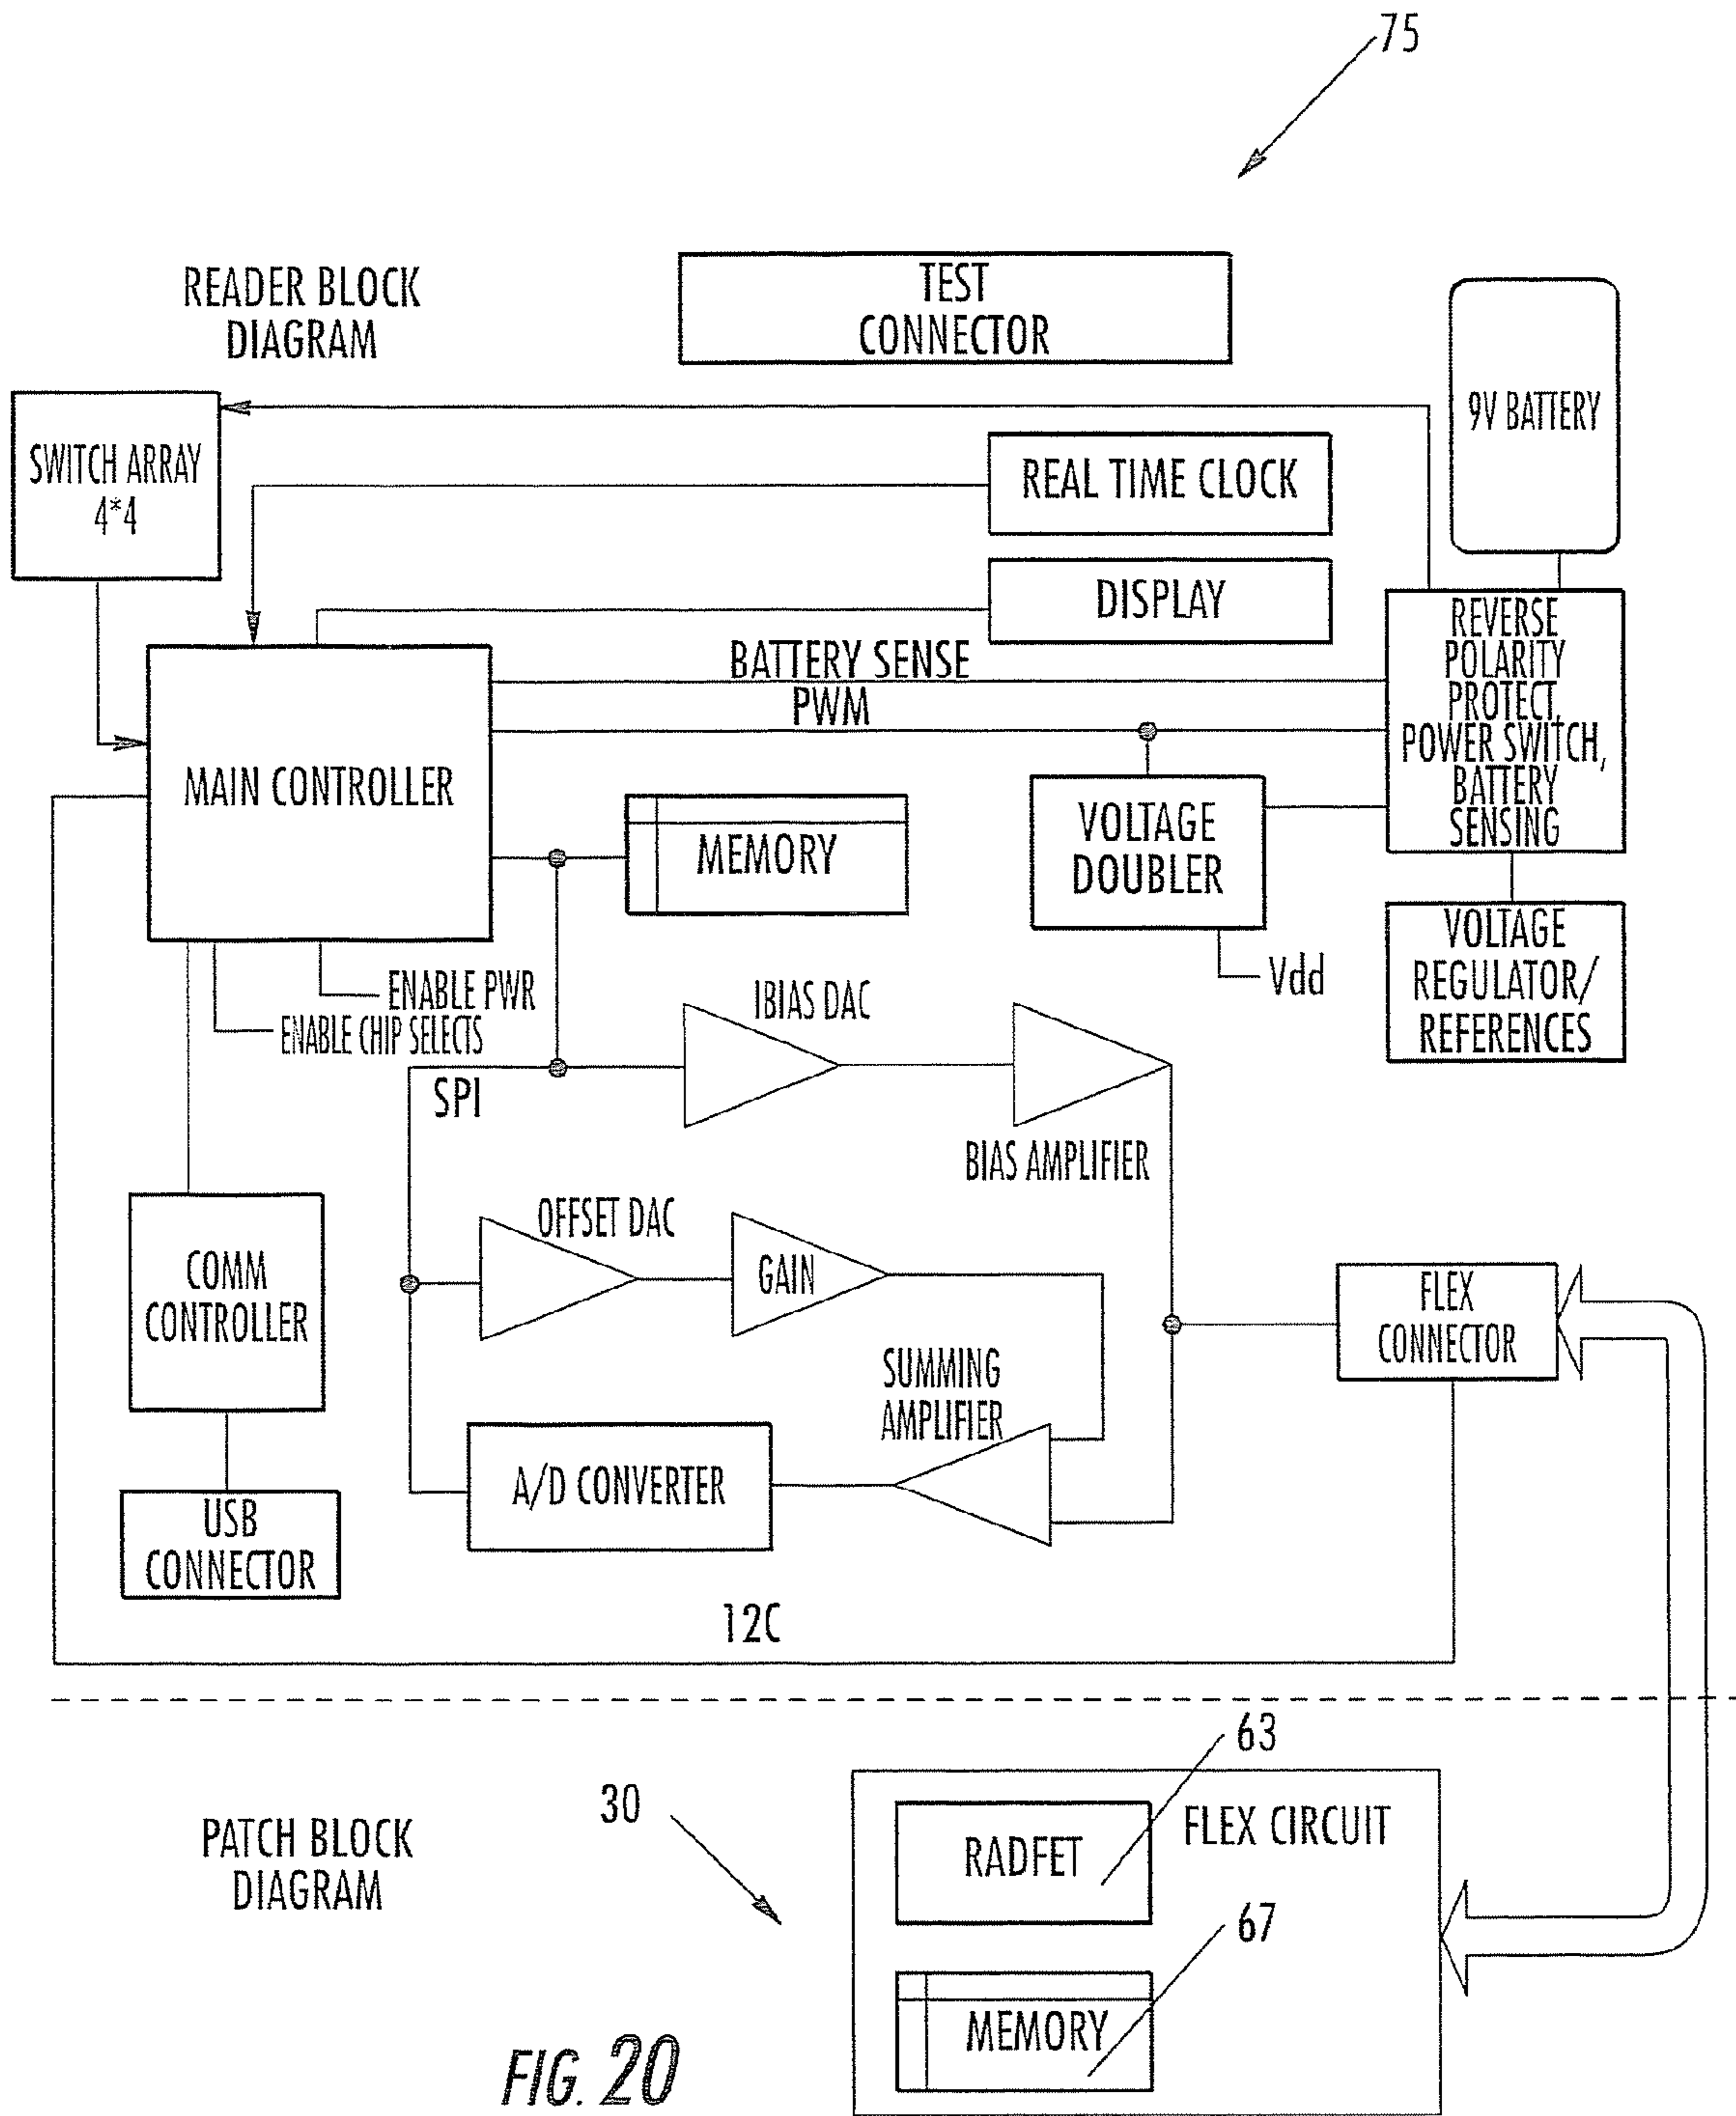 75
READER BLOCK
DIAGRAM
TEST
CONNECTOR
9V BATTERY
SWITCH ARRAY
4*4
REAL TIME CLOCK
DISPLAY
REVERSE
POLARITY
PROTECT,
POWER SWITCH,
BATTERY
SENSING
BATTERY SENSE
PWM
MAIN CONTROLLER
MEMORY
VOLTAGE
DOUBLER
Vdd
VOLTAGE
REGULATOR/
REFERENCES
ENABLE PWR
ENABLE CHIP SELECTS
SPI
IBIAS DAC
BIAS AMPLIFIER
COMM
CONTROLLER
OFFSET DAC
GAIN
FLEX
CONNECTOR
SUMMING
AMPLIFIER
A/D CONVERTER
USB
CONNECTOR
12C
63
30
PATCH BLOCK
DIAGRAM
RADFET
FLEX CIRCUIT
67
MEMORY
FIG. 20